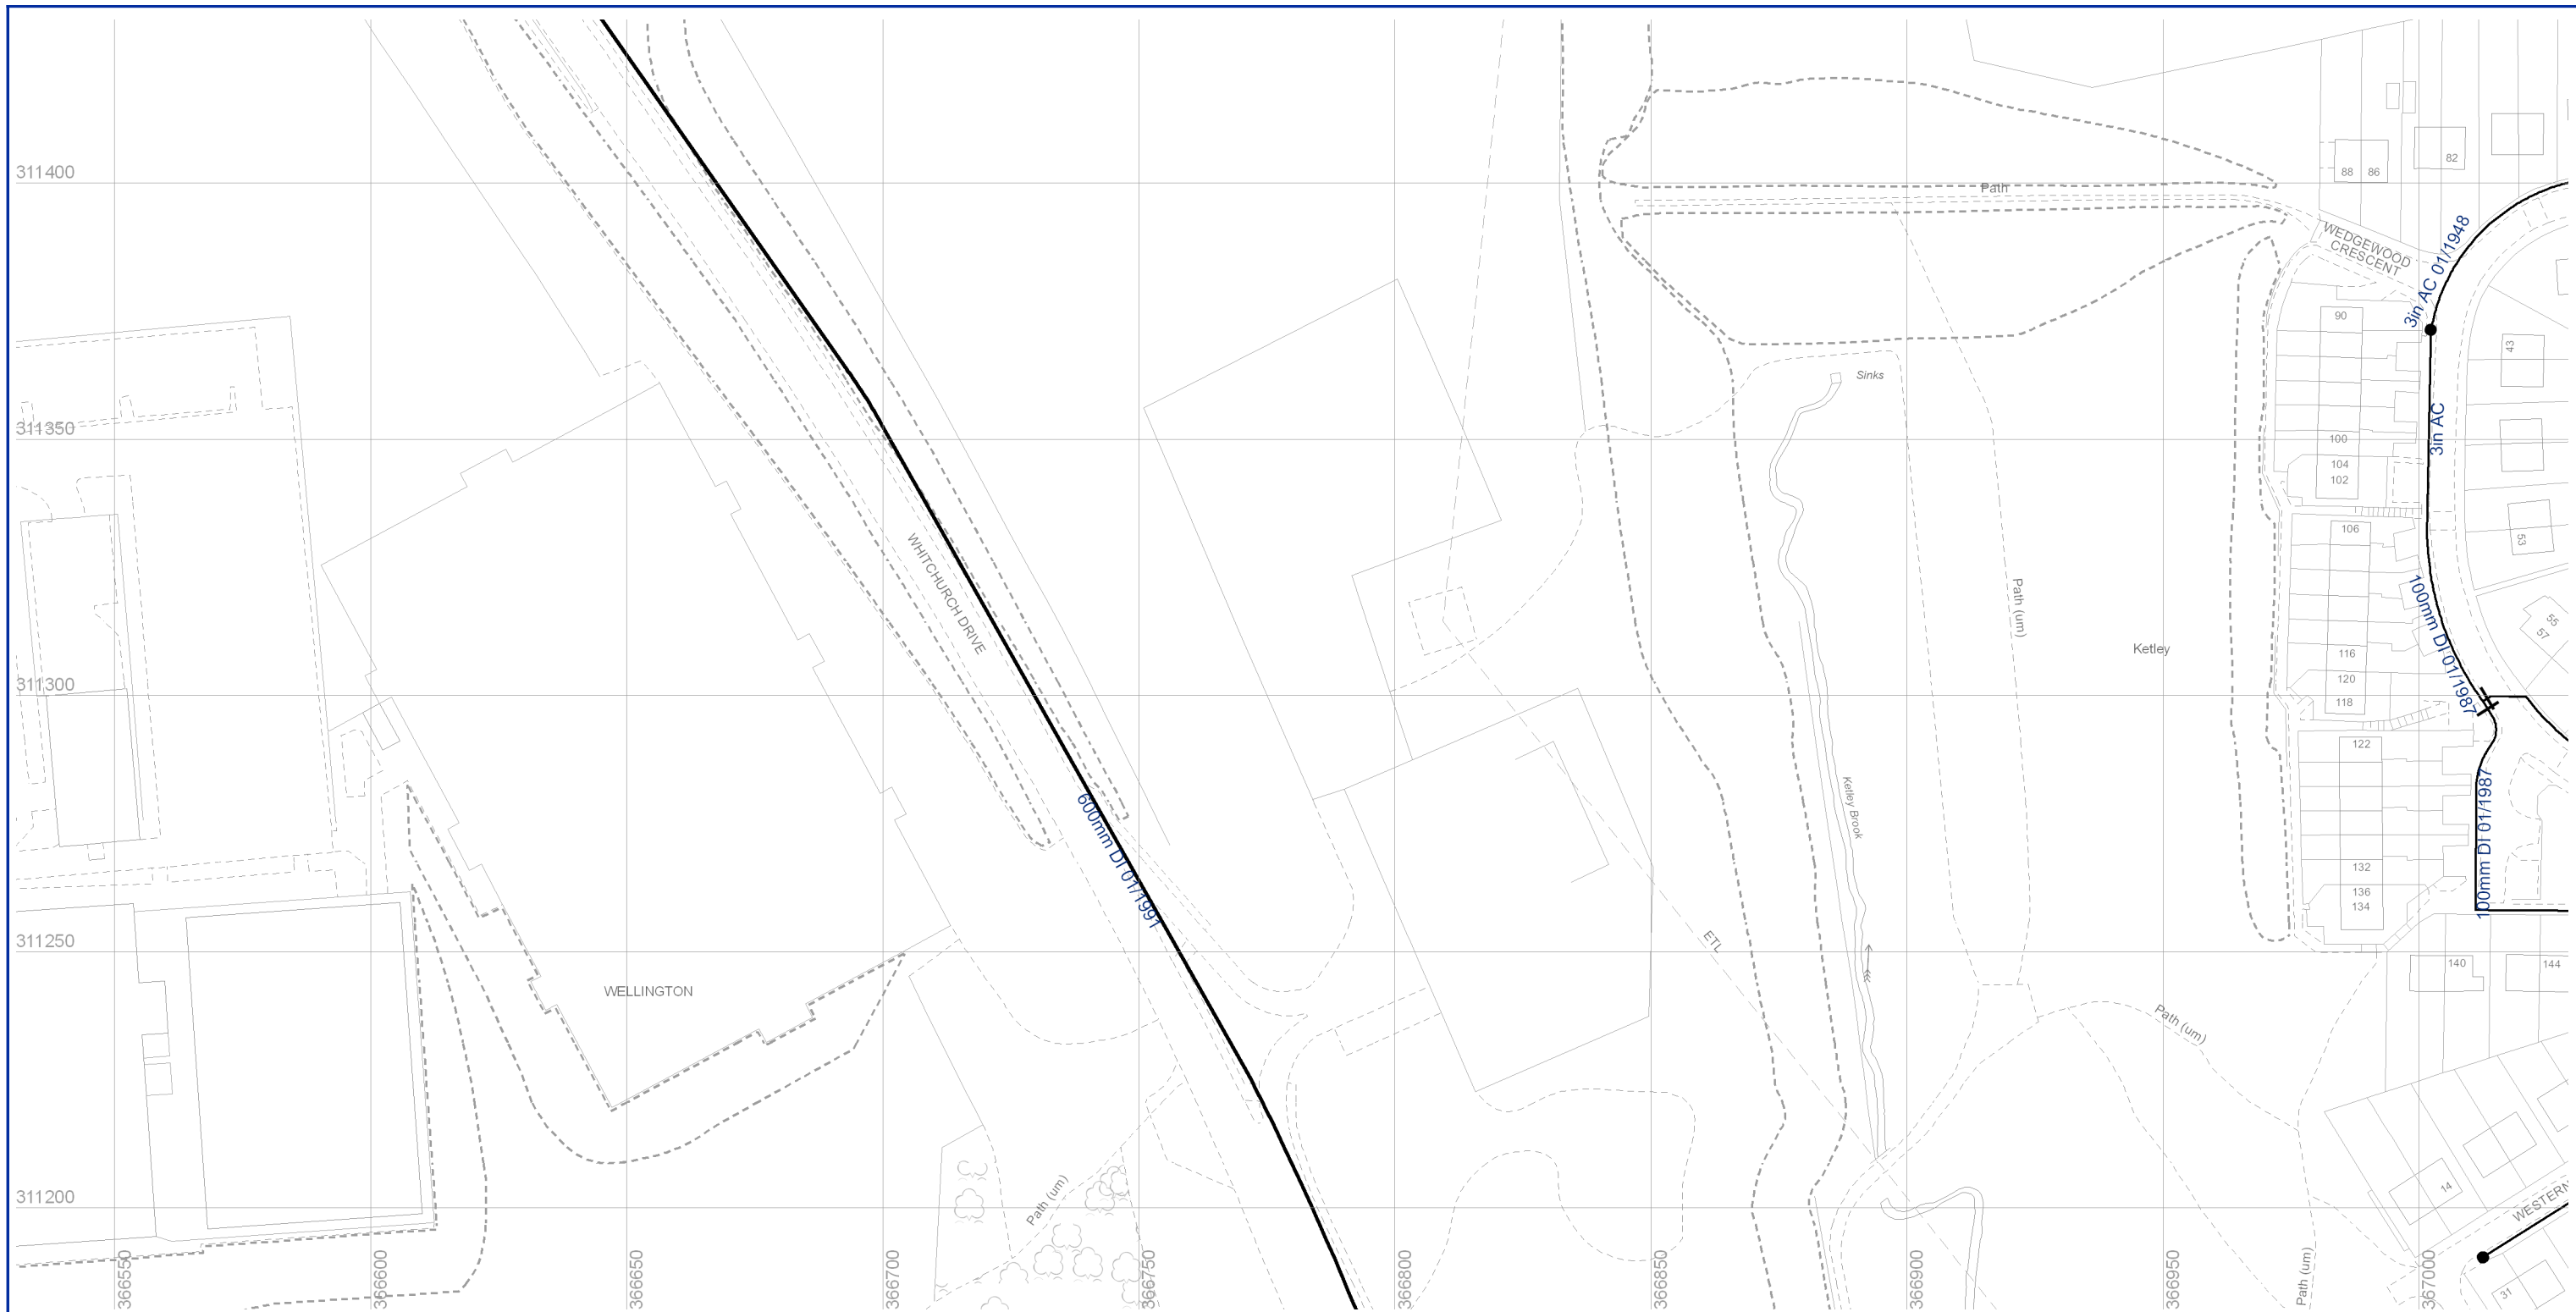 311400
311350
311300
311250
311200
366550
366600
366650
366700
366750
366800
366850
366900
366950
367000
WHITCHURCH DRIVE
600mm DI 01/1991
WELLINGTON
Path (um)
ETL
Sinks
Ketley Brook
Path
Path (um)
Ketley
Path (um)
Path (um)
WEDGEWOOD
CRESCENT
3in AC 01/1948
3in AC
100mm DI 01/1987
100mm DI 01/1987
88
86
82
90
43
100
104
102
106
53
116
120
118
55
57
122
132
136
134
140
144
14
WESTERN
31